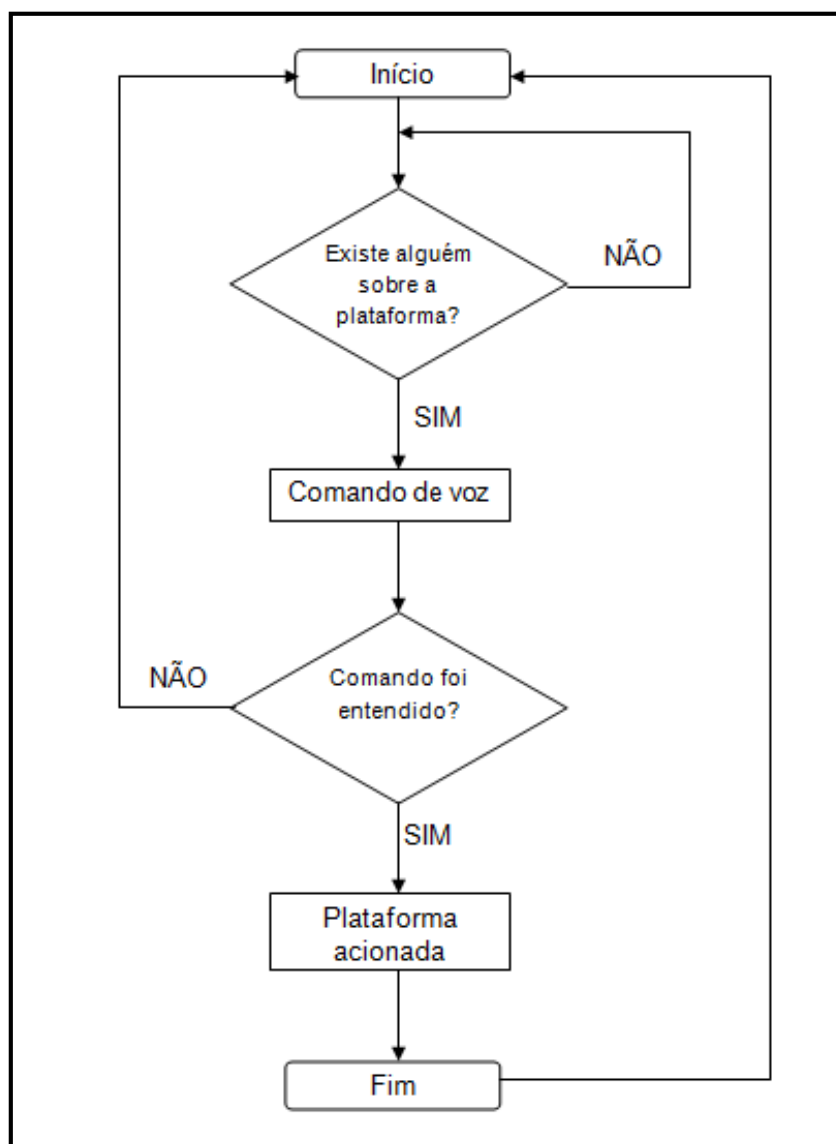 Início
Existe alguém
sobre a
plataforma?
NÃO
SIM
Comando de voz
Comando foi
entendido?
NÃO
SIM
Plataforma
acionada
Fim